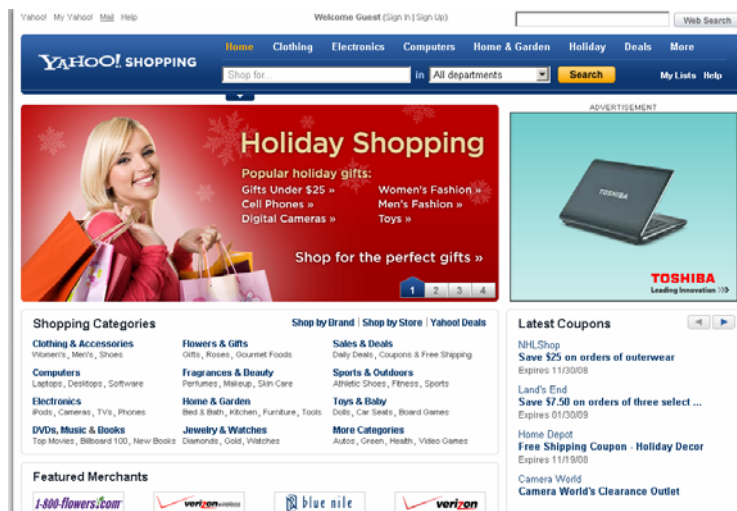 Yahoo! My Yahoo! Mail Help
Welcome Guest (Sign In | Sign Up)
Web Search
YAHOO! SHOPPING
Home Clothing Electronics Computers Home & Garden Holiday Deals More
Shop for... in All departments Search My Lists Help
Holiday Shopping
Popular holiday gifts:
Gifts Under $25 » Women's Fashion »
Cell Phones » Men's Fashion »
Digital Cameras » Toys »
Shop for the perfect gifts »
1 2 3 4
ADVERTISEMENT
TOSHIBA
TOSHIBA
Leading Innovation >>>
Shopping Categories
Shop by Brand | Shop by Store | Yahoo! Deals
Clothing & Accessories
Women's, Men's, Shoes
Flowers & Gifts
Gifts, Roses, Gourmet Foods
Sales & Deals
Daily Deals, Coupons & Free Shipping
Computers
Laptops, Desktops, Software
Fragrances & Beauty
Perfumes, Makeup, Skin Care
Sports & Outdoors
Athletic Shoes, Fitness, Sports
Electronics
iPods, Cameras, TVs, Phones
Home & Garden
Bed & Bath, Kitchen, Furniture, Tools
Toys & Baby
Dolls, Car Seats, Board Games
DVDs, Music & Books
Top Movies, Billboard 100, New Books
Jewelry & Watches
Diamonds, Gold, Watches
More Categories
Autos, Green, Health, Video Games
Latest Coupons
NHLShop
Save $25 on orders of outerwear
Expires 11/30/08
Land's End
Save $7.50 on orders of three select ...
Expires 01/30/09
Home Depot
Free Shipping Coupon - Holiday Decor
Expires 11/19/08
Camera World
Camera World's Clearance Outlet
Featured Merchants
1-800-flowers.com
verizon wireless
blue nile
verizon